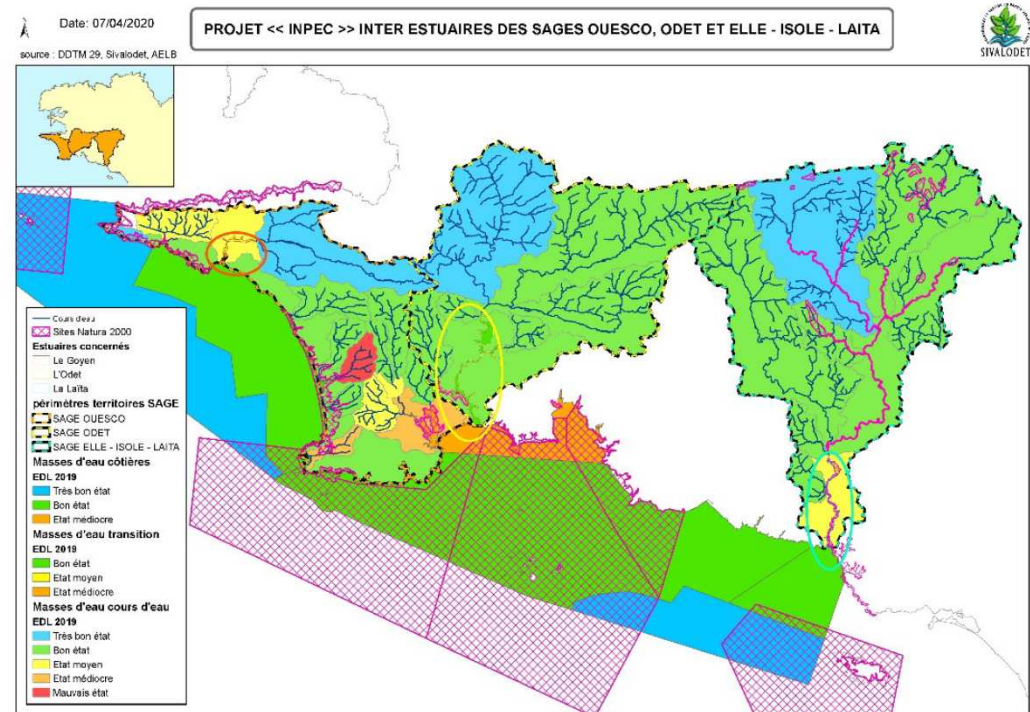 Date: 07/04/2020
source : DDTM 29, Sivalodet, AELB
PROJET << INPEC >> INTER ESTUAIRES DES SAGES OUESCO, ODET ET ELLE - ISOLE - LAITA
SIVALODET
Cours d'eau
Sites Natura 2000
Estuaires concernés
Le Goyen
L'Odet
La Laïta
périmètres territoires SAGE
SAGE OUESCO
SAGE ODET
SAGE ELLE - ISOLE - LAITA
Masses d'eau côtières
EDL 2019
Très bon état
Bon état
Etat médiocre
Masses d'eau transition
EDL 2019
Bon état
Etat moyen
Etat médiocre
Masses d'eau cours d'eau
EDL 2019
Très bon état
Bon état
Etat moyen
Etat médiocre
Mauvais état